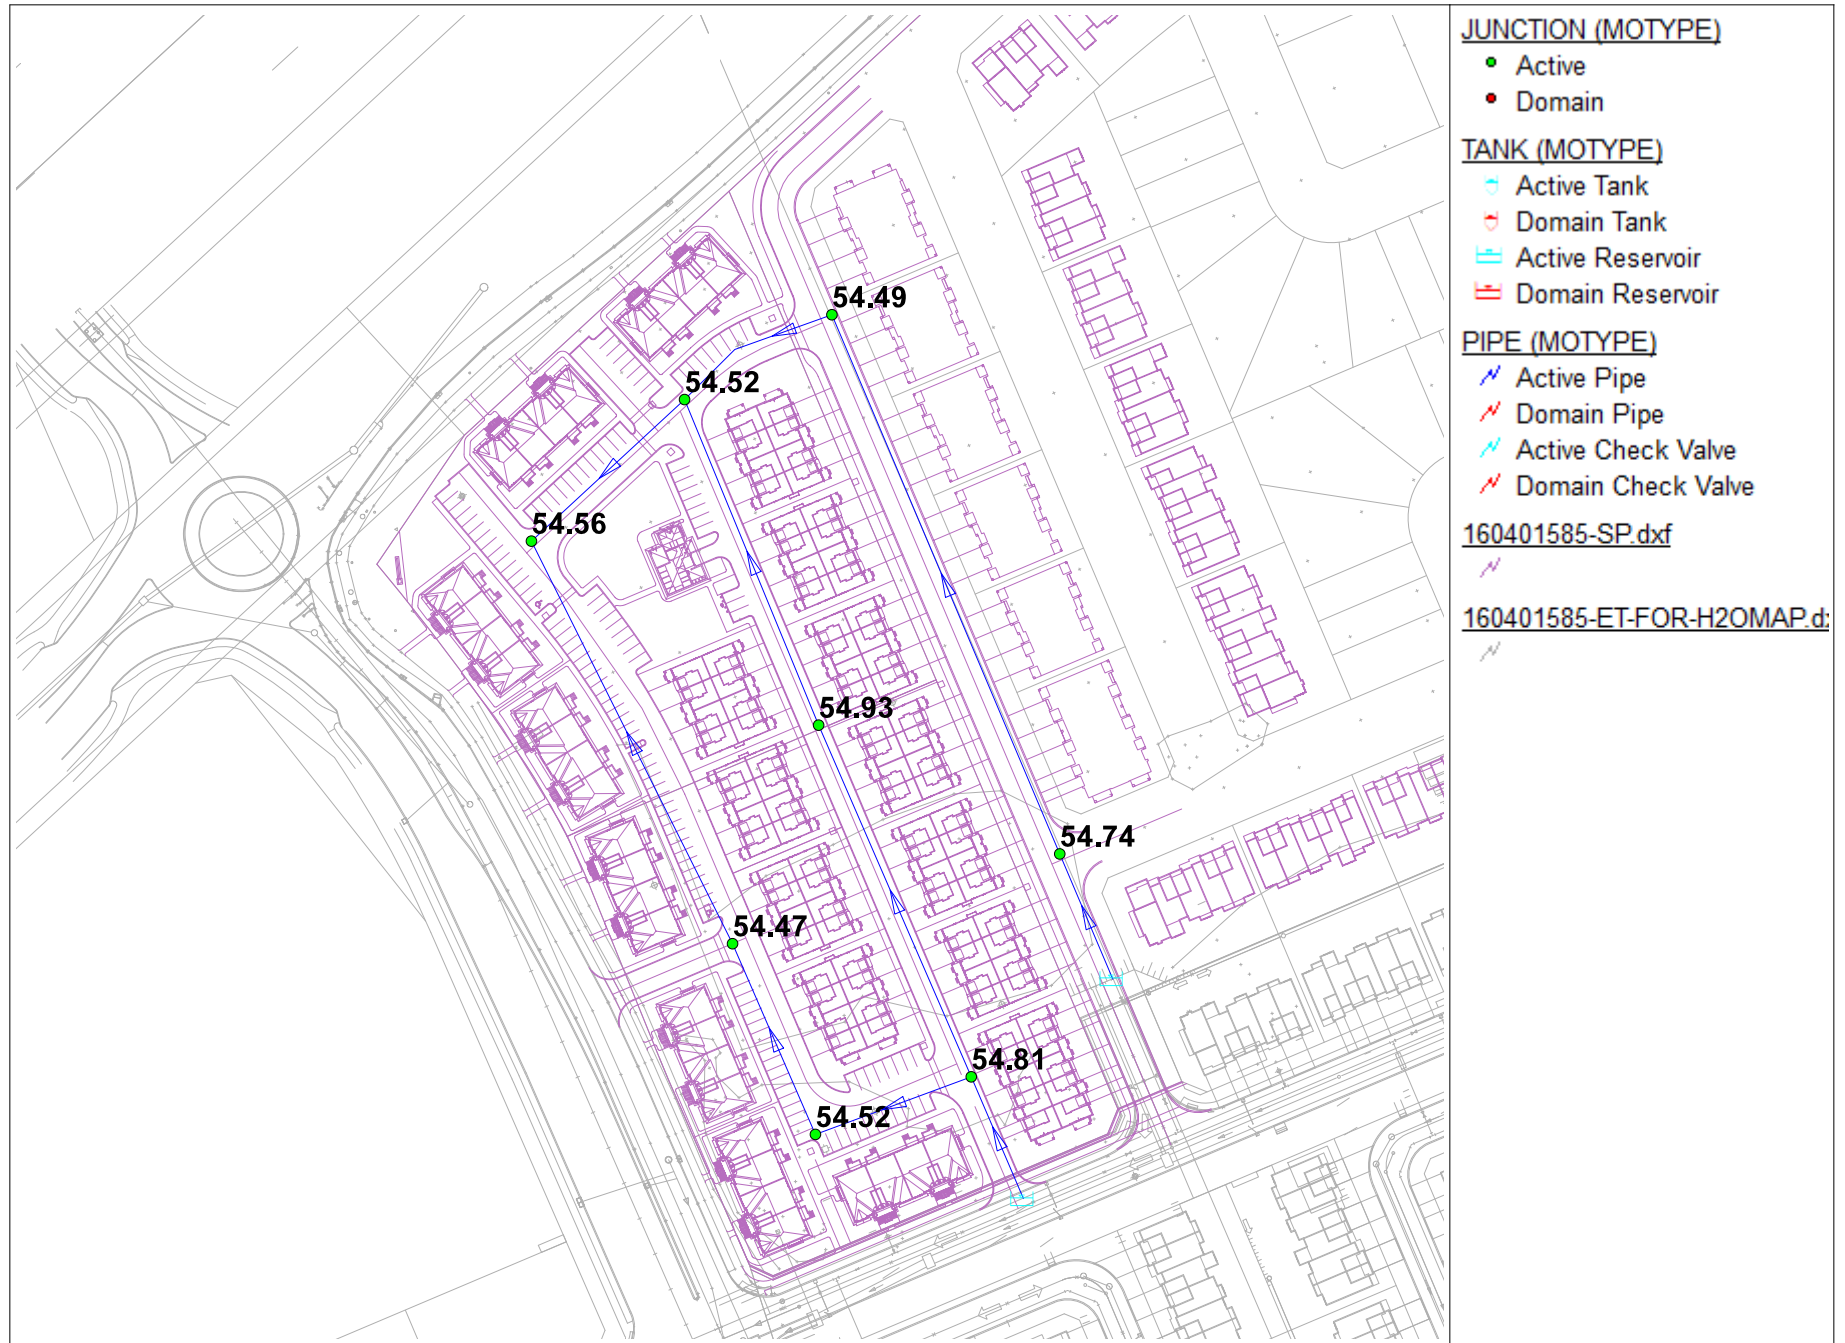 54.49
54.52
54.56
54.93
54.74
54.47
54.81
54.52
JUNCTION (MOTYPE)
Active
Domain
TANK (MOTYPE)
Active Tank
Domain Tank
Active Reservoir
Domain Reservoir
PIPE (MOTYPE)
Active Pipe
Domain Pipe
Active Check Valve
Domain Check Valve
160401585-SP.dxf
160401585-ET-FOR-H2OMAP.d